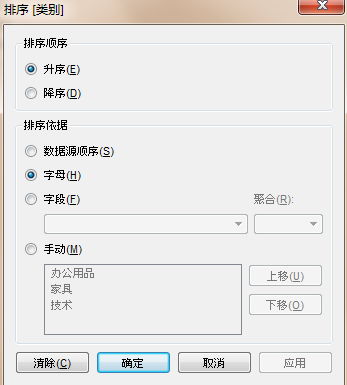 排序 [类别]
排序顺序
升序(E)
降序(D)
排序依据
数据源顺序(S)
字母(H)
字段(F) 聚合(R):
手动(M)
办公用品
家具
技术
上移(U)
下移(O)
清除(C) 确定 取消 应用